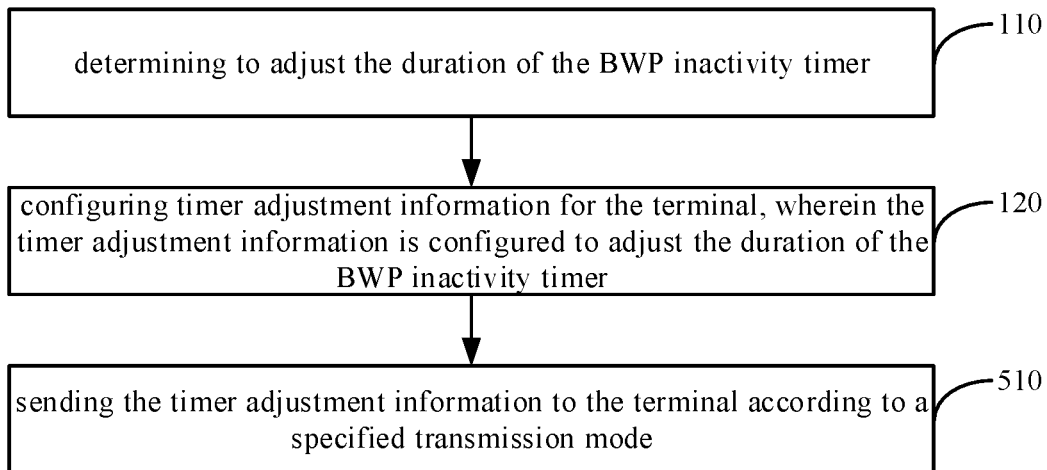 determining to adjust the duration of the BWP inactivity timer
110
configuring timer adjustment information for the terminal, wherein the
timer adjustment information is configured to adjust the duration of the
BWP inactivity timer
120
sending the timer adjustment information to the terminal according to a
specified transmission mode
510